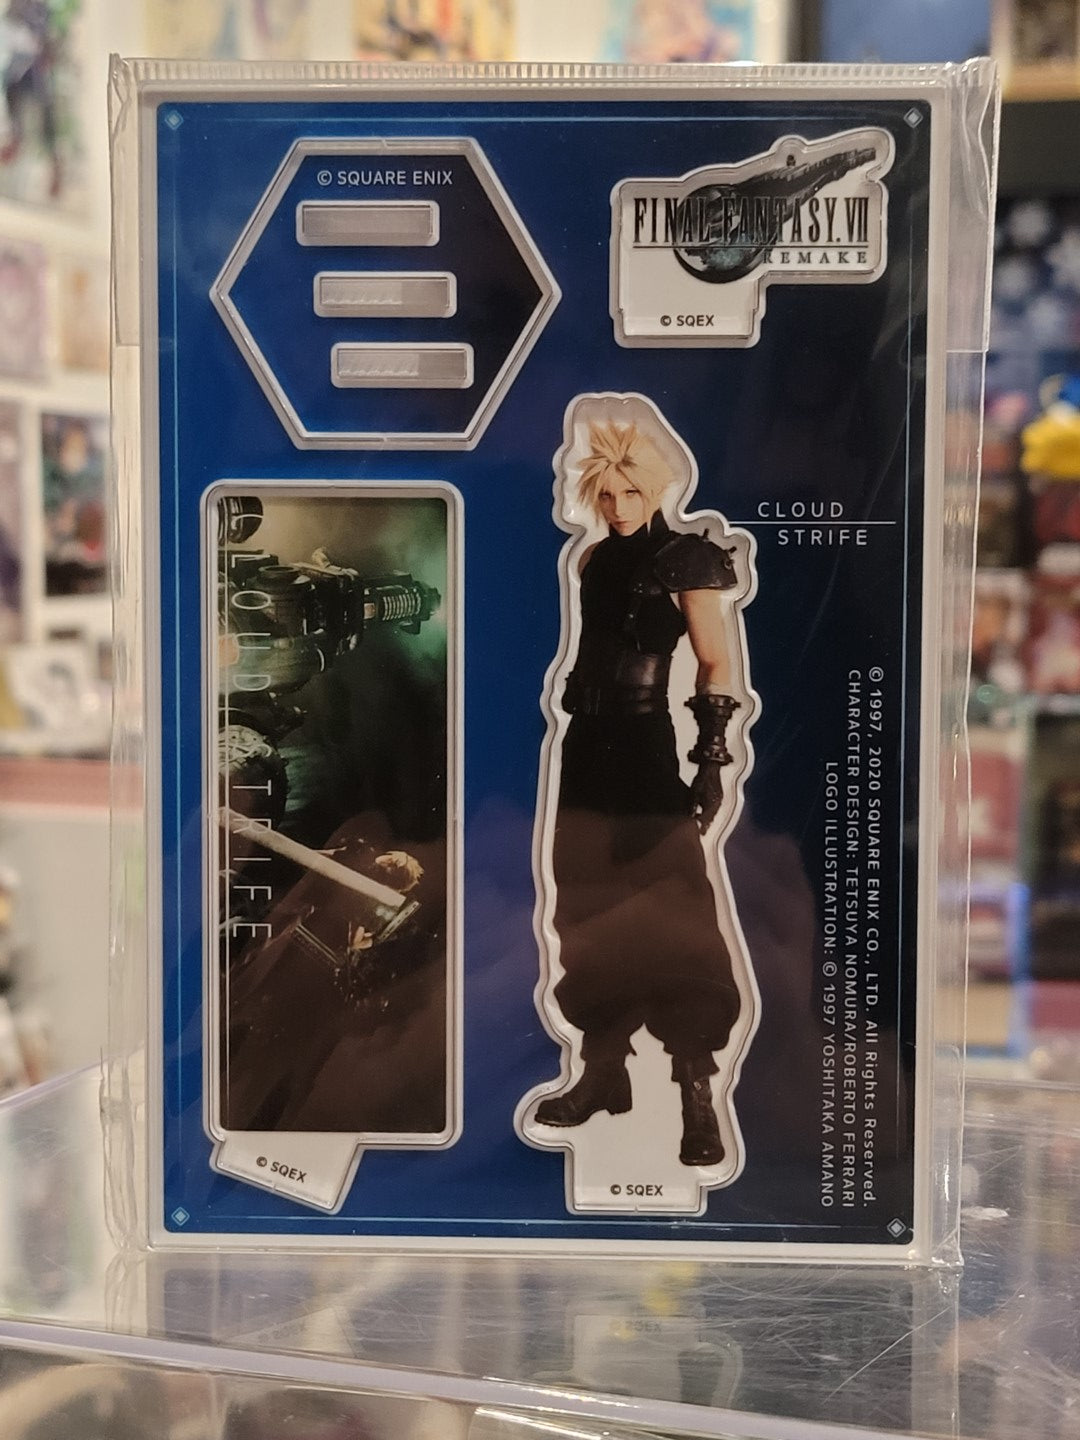 © SQUARE ENIX
FINAL FANTASY VII
REMAKE
© SQEX
CLOUD
STRIFE
CLOUD STRIFE
© SQEX
© SQEX
© 1997, 2020 SQUARE ENIX CO., LTD. All Rights Reserved.
CHARACTER DESIGN: TETSUYA NOMURA/ROBERTO FERRARI
LOGO ILLUSTRATION: © 1997 YOSHITAKA AMANO